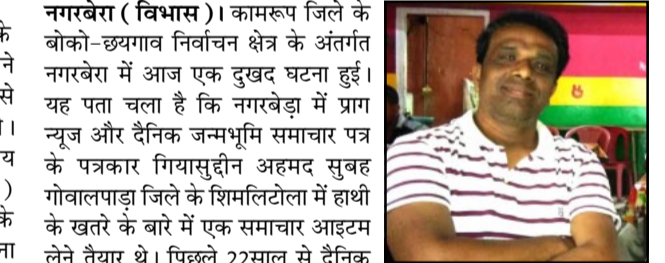 के
ने
से
।
य
)
के
ना
नगरबेरा ( विभास )। कामरूप जिले के
बोको-छयगाव निर्वाचन क्षेत्र के अंतर्गत
नगरबेरा में आज एक दुखद घटना हुई।
यह पता चला है कि नगरबेड़ा में प्राग
न्यूज और दैनिक जन्मभूमि समाचार पत्र
के पत्रकार गियासुद्दीन अहमद सुबह
गोवालपाड़ा जिले के शिमलिटोला में हाथी
के खतरे के बारे में एक समाचार आइटम
लेने तैयार थे। पिछले 22साल से दैनिक